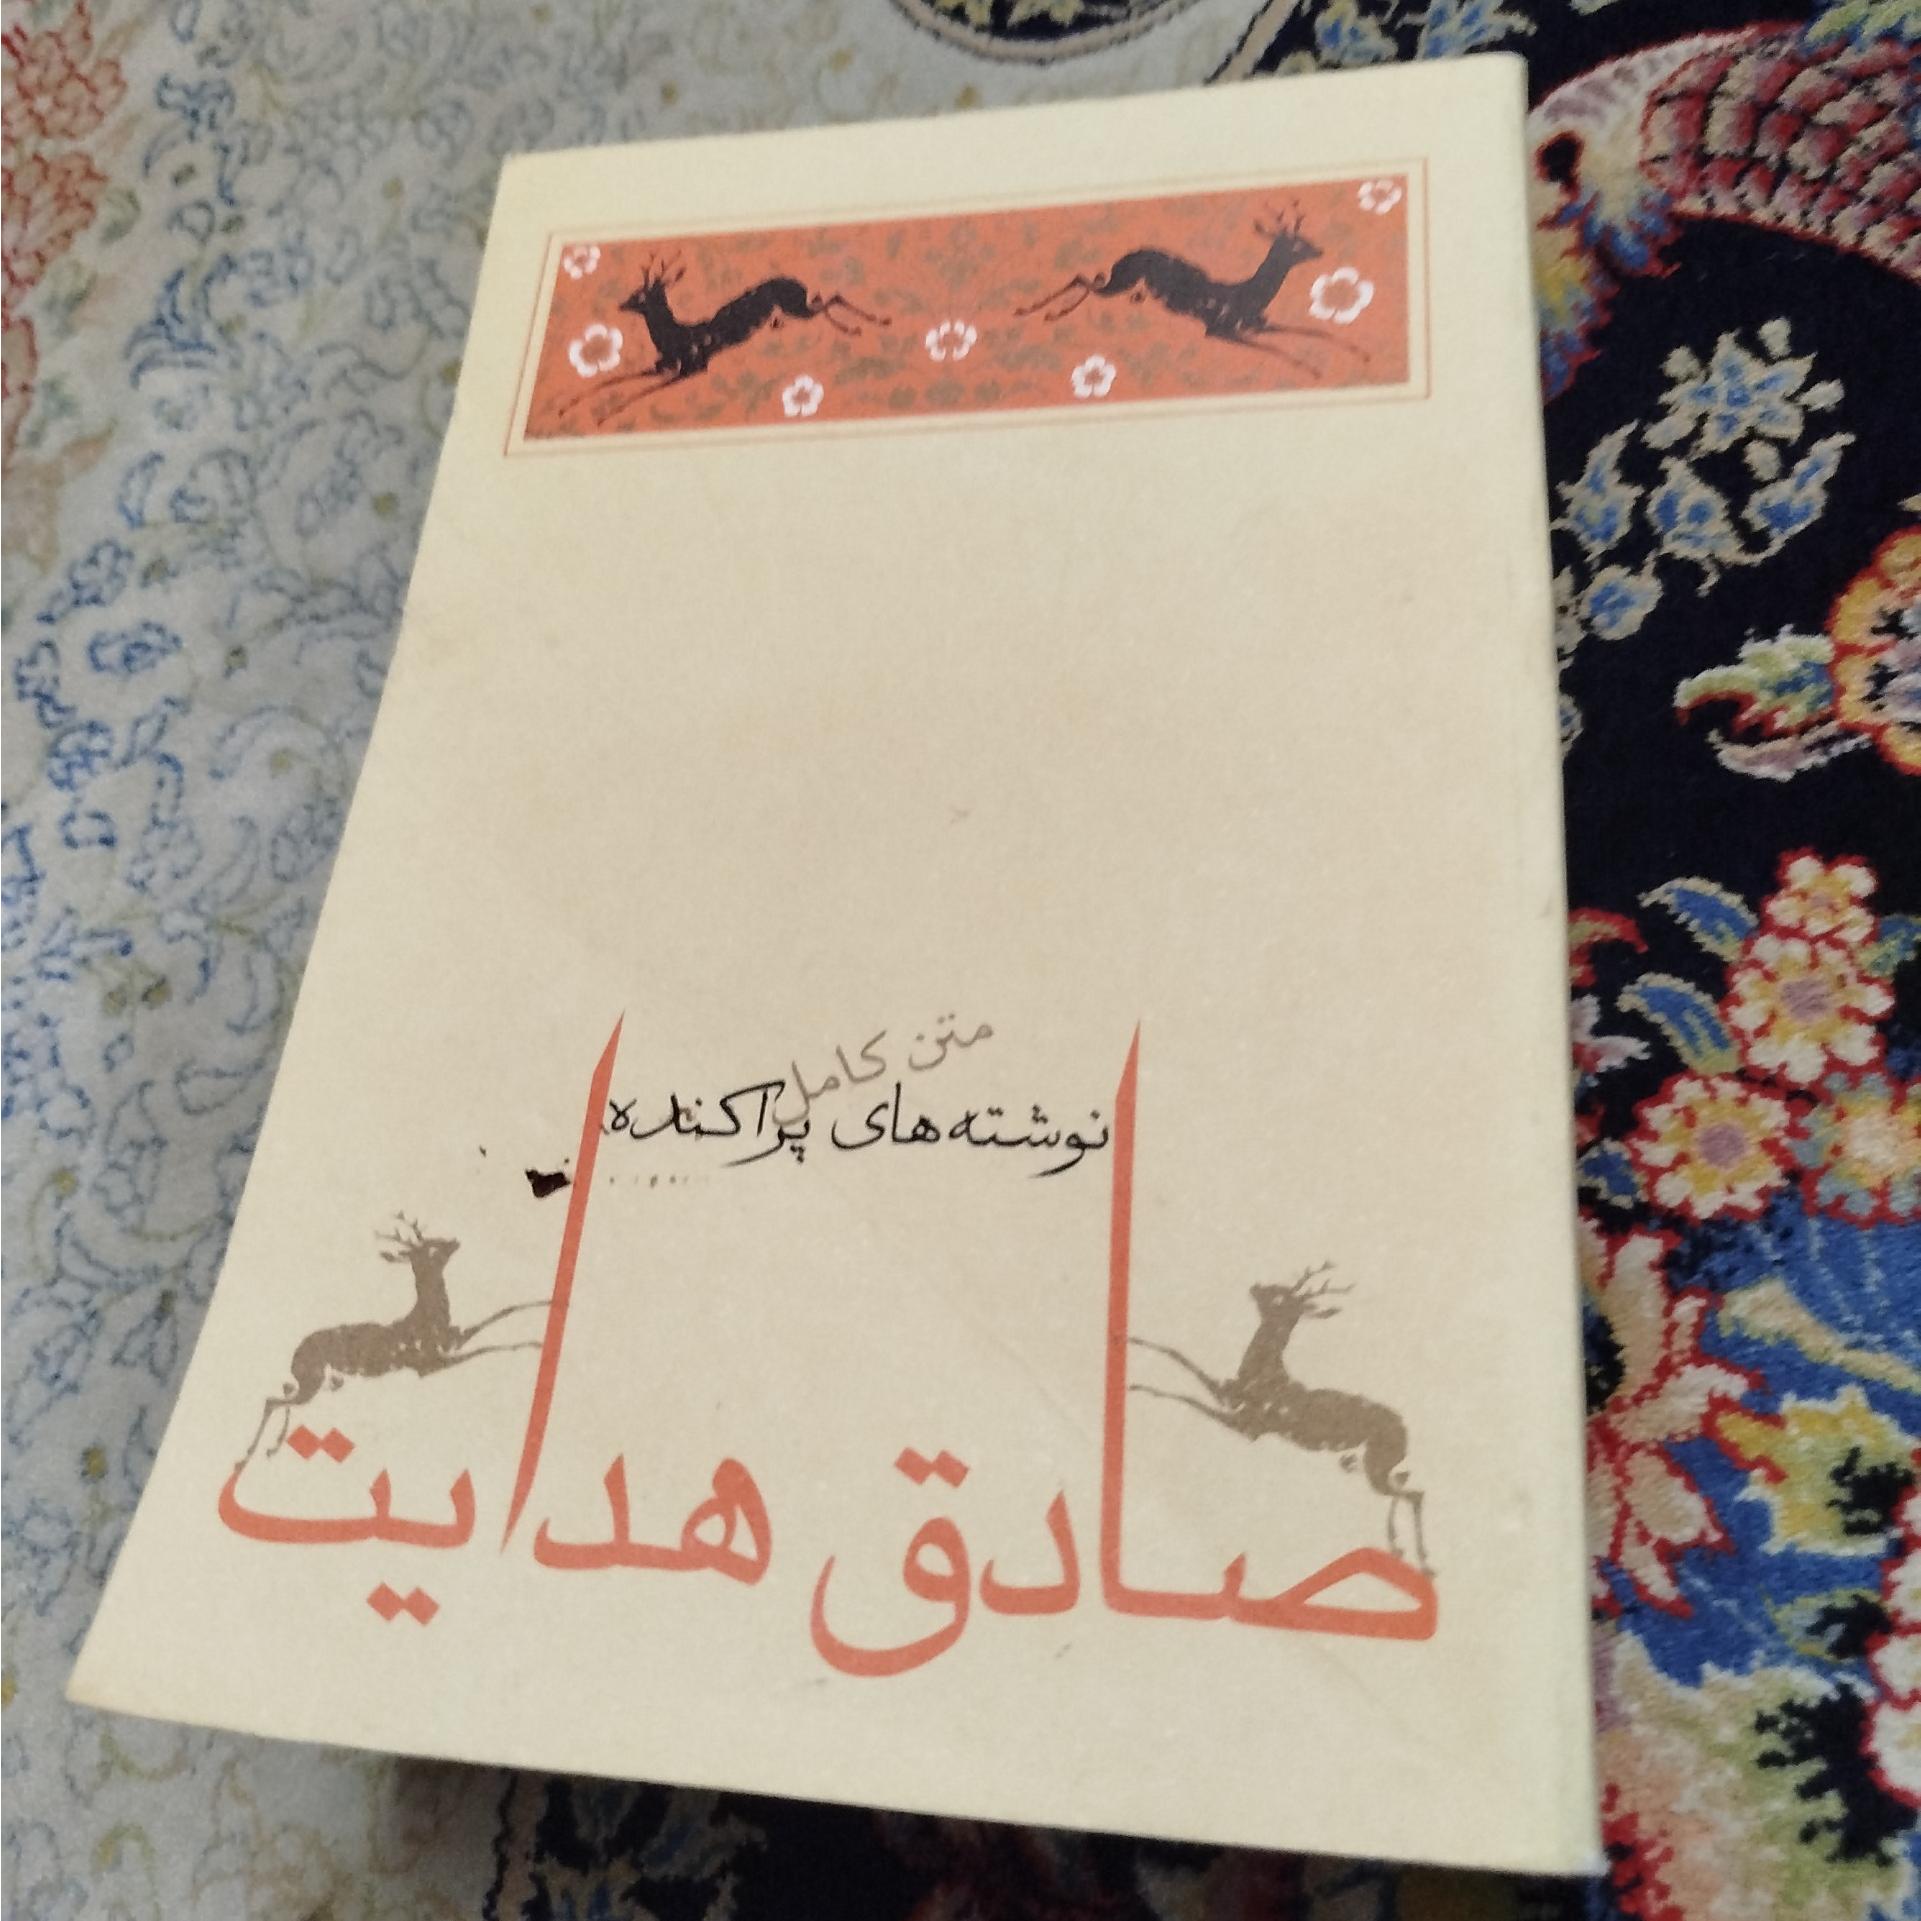 متن کامل
نوشته‌های پراکنده
صادق هدایت